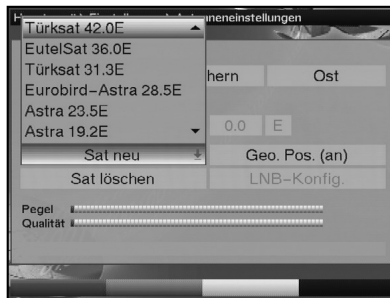 Türksat 42.0E
EutelSat 36.0E
Türksat 31.3E
Eurobird-Astra 28.5E
Astra 23.5E
Astra 19.2E
hern Ost
0.0 E
Sat neu Geo. Pos. (an)
Sat löschen LNB-Konfig.
Pegel
Qualität